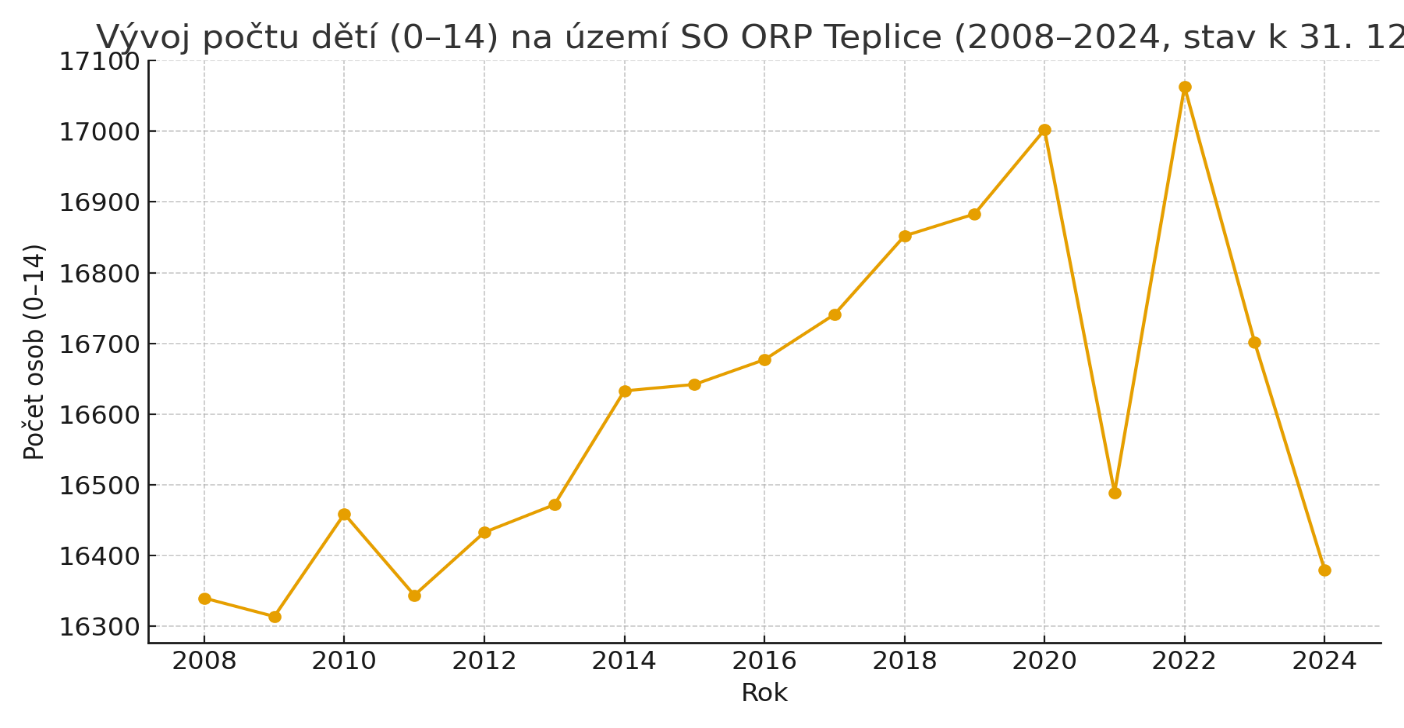 Vývoj počtu dětí (0–14) na území SO ORP Teplice (2008–2024, stav k 31. 12
17100
17000
16900
16800
16700
16600
16500
16400
16300
Počet osob (0–14)
2008 2010 2012 2014 2016 2018 2020 2022 2024
Rok